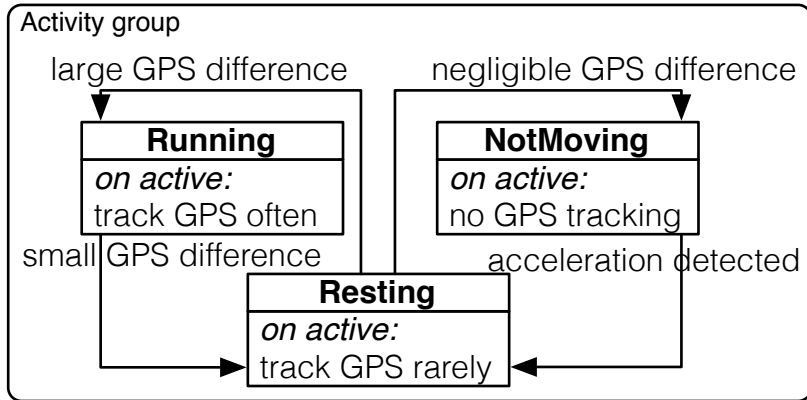 Activity group
large GPS difference
negligible GPS difference
Running
on active:
track GPS often
NotMoving
on active:
no GPS tracking
small GPS difference
acceleration detected
Resting
on active:
track GPS rarely